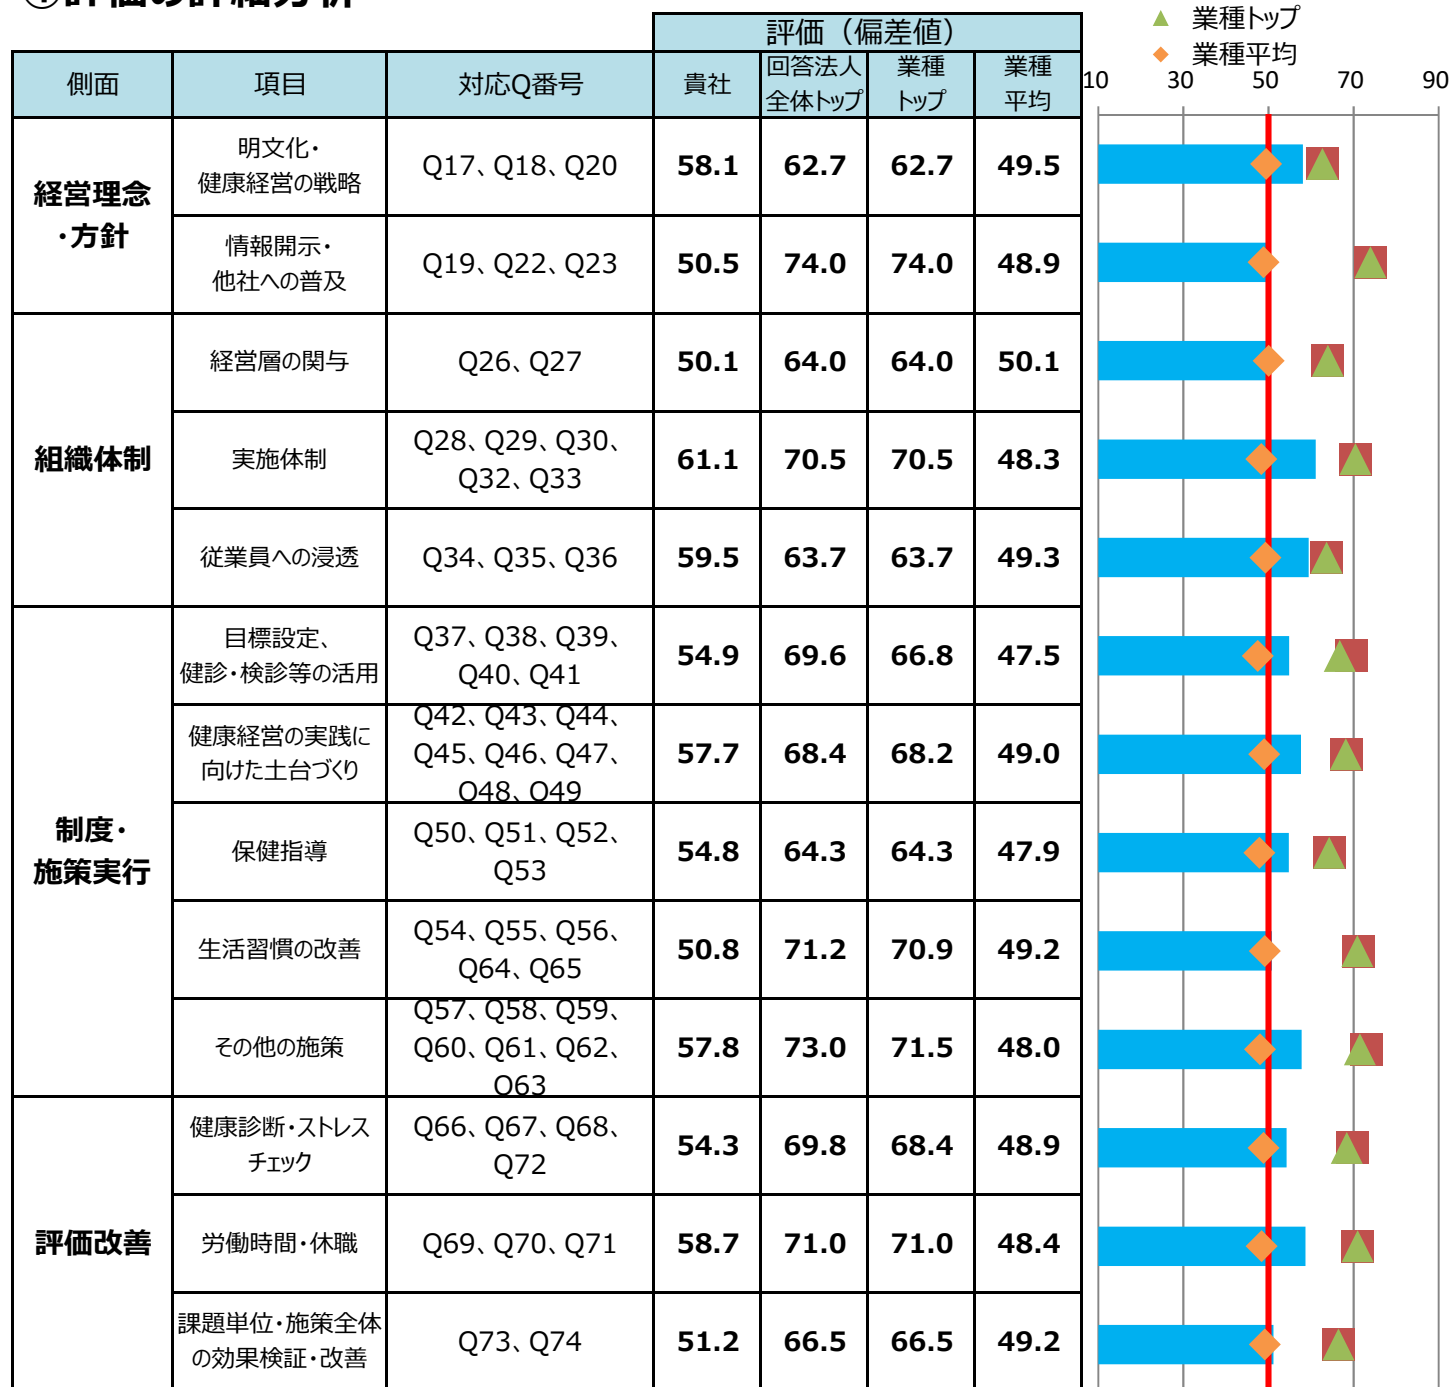 ④評価の詳細分析
▲ 業種トップ
◆ 業種平均
評価（偏差値）
側面 項目 対応Q番号 貴社 回答法人 業種 業種
全体トップ トップ 平均
10 30 50 70 90
経営理念
・方針
明文化・
健康経営の戦略
Q17、Q18、Q20 58.1 62.7 62.7 49.5
情報開示・
他社への普及
Q19、Q22、Q23 50.5 74.0 74.0 48.9
組織体制
経営層の関与 Q26、Q27 50.1 64.0 64.0 50.1
実施体制
Q28、Q29、Q30、
Q32、Q33
61.1 70.5 70.5 48.3
従業員への浸透 Q34、Q35、Q36 59.5 63.7 63.7 49.3
制度・
施策実行
目標設定、
健診・検診等の活用
Q37、Q38、Q39、
Q40、Q41
54.9 69.6 66.8 47.5
健康経営の実践に
向けた土台づくり
Q42、Q43、Q44、
Q45、Q46、Q47、
Q48、Q49
57.7 68.4 68.2 49.0
保健指導
Q50、Q51、Q52、
Q53
54.8 64.3 64.3 47.9
生活習慣の改善
Q54、Q55、Q56、
Q64、Q65
50.8 71.2 70.9 49.2
その他の施策
Q57、Q58、Q59、
Q60、Q61、Q62、
Q63
57.8 73.0 71.5 48.0
評価改善
健康診断・ストレス
チェック
Q66、Q67、Q68、
Q72
54.3 69.8 68.4 48.9
労働時間・休職 Q69、Q70、Q71 58.7 71.0 71.0 48.4
課題単位・施策全体
の効果検証・改善
Q73、Q74 51.2 66.5 66.5 49.2